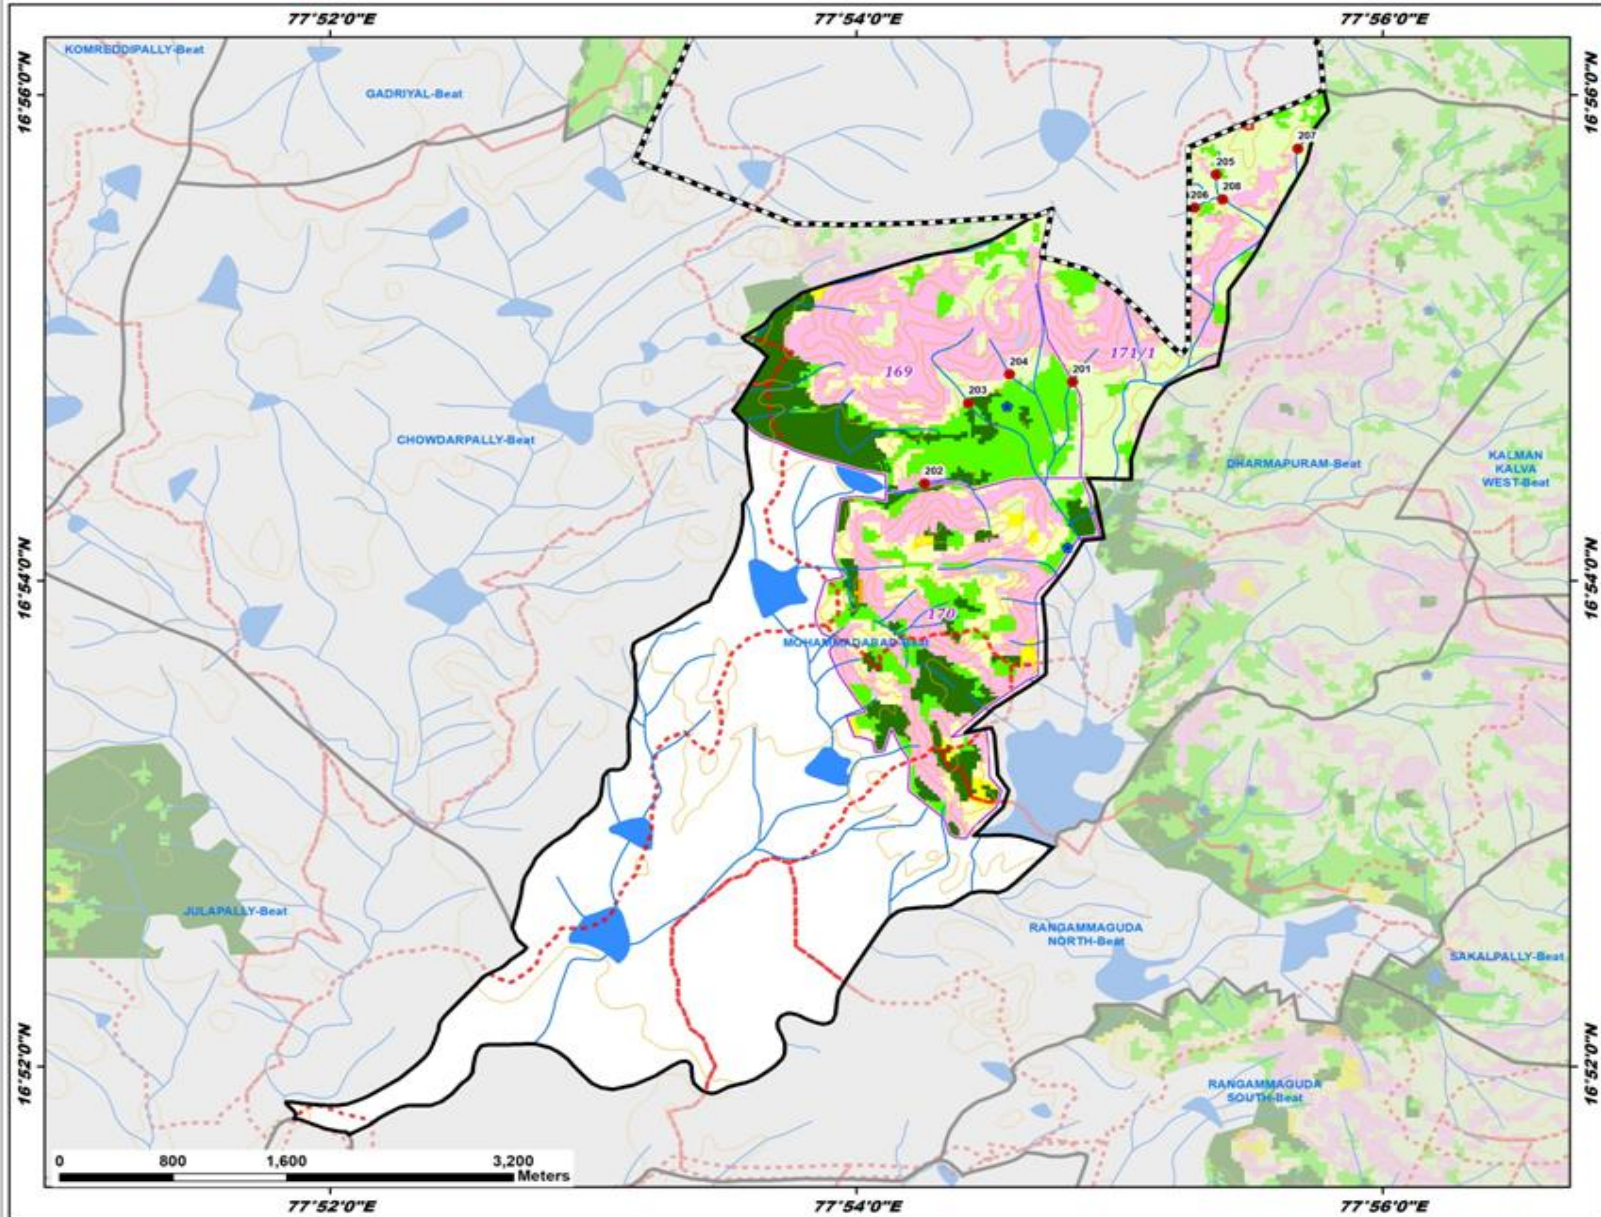 77°52'0"E 77°54'0"E 77°56'0"E
KOMREDDIPALLY-Beat
GADRIYAL-Beat
16°56'0"N
16°56'0"N
207
205
208
206
171/1
169
204
201
203
CHOWDARPALLY-Beat
DHARMAPURAM-Beat
KALMAN
KALVA
WEST-Beat
202
16°54'0"N
16°54'0"N
170
MOHAMMADABAD-Beat
JULAPALLY-Beat
RANGAMMAGUDA
NORTH-Beat
SAKALPALLY-Beat
16°52'0"N
16°52'0"N
RANGAMMAGUDA
SOUTH-Beat
0 800 1,600 3,200
Meters
77°52'0"E 77°54'0"E 77°56'0"E